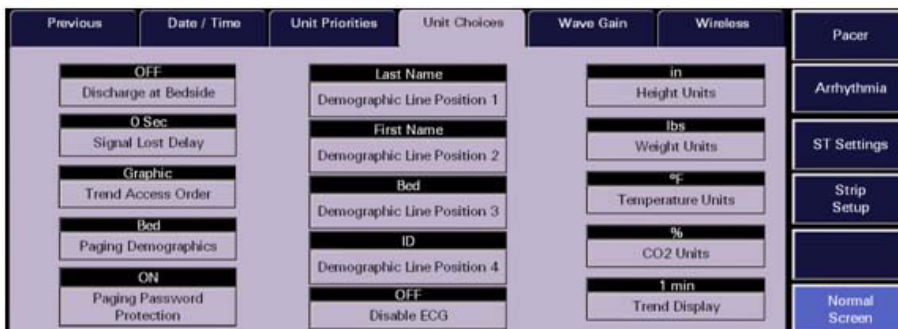 Previous
Date / Time
Unit Priorities
Unit Choices
Wave Gain
Wireless
OFF
Discharge at Bedside
0 Sec
Signal Lost Delay
Graphic
Trend Access Order
Bed
Paging Demographics
ON
Paging Password
Protection
Last Name
Demographic Line Position 1
First Name
Demographic Line Position 2
Bed
Demographic Line Position 3
ID
Demographic Line Position 4
OFF
Disable ECG
in
Height Units
lbs
Weight Units
°F
Temperature Units
%
CO2 Units
1 min
Trend Display
Pacer
Arrhythmia
ST Settings
Strip
Setup
Normal
Screen